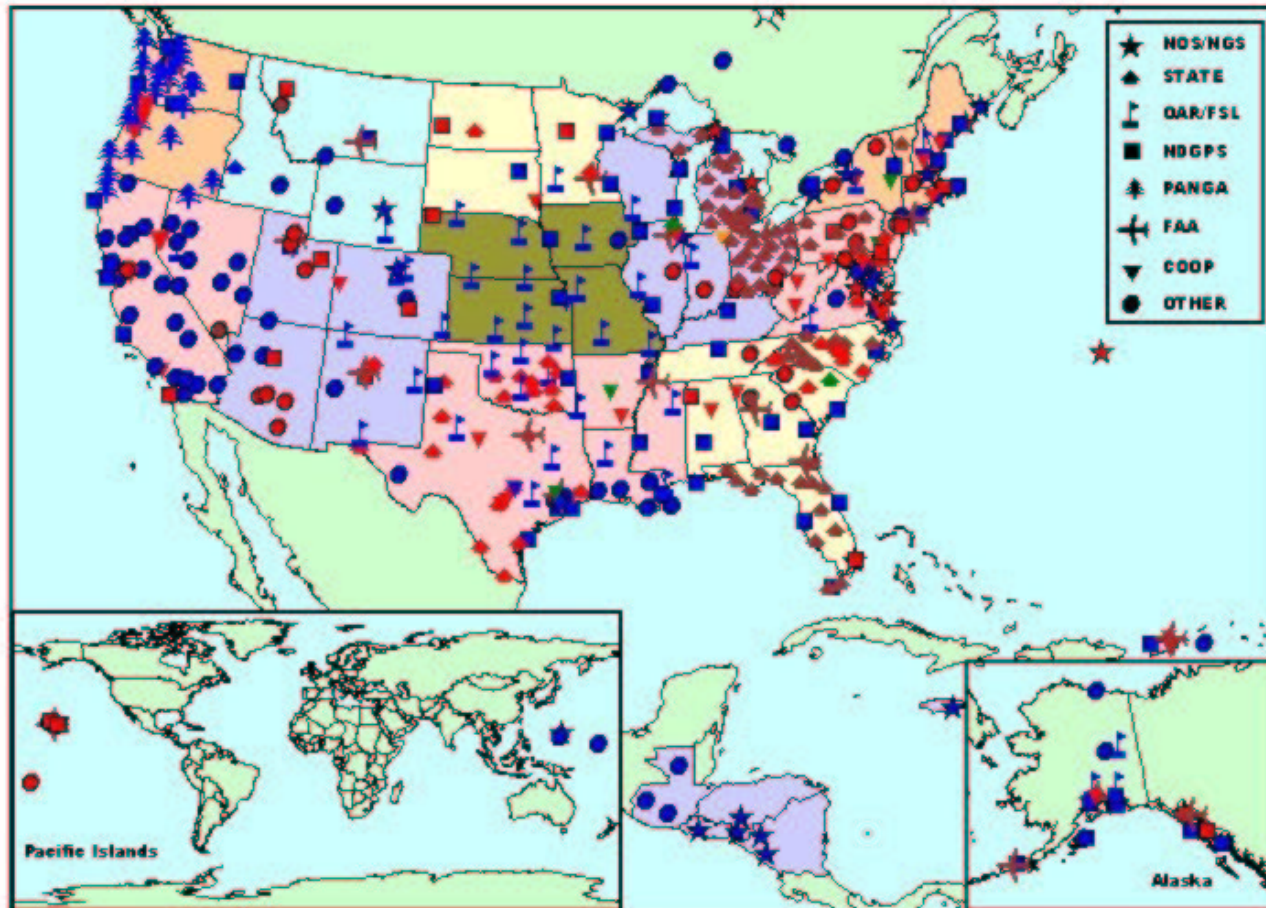 NOS/NGS
STATE
OAR/FSL
NDGPS
PANGA
FAA
COOP
OTHER
Pacific Islands
Alaska